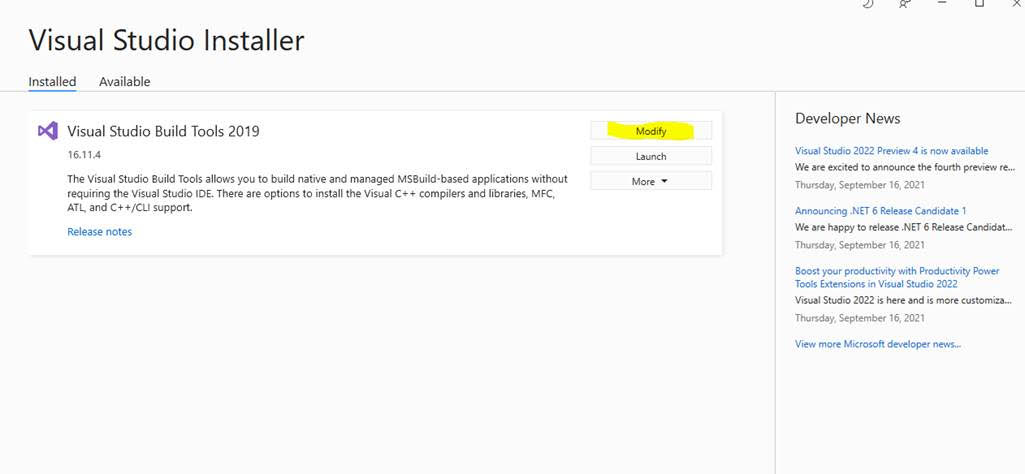 Visual Studio Installer
Installed Available
Visual Studio Build Tools 2019
16.11.4
The Visual Studio Build Tools allows you to build native and managed MSBuild-based applications without
requiring the Visual Studio IDE. There are options to install the Visual C++ compilers and libraries, MFC,
ATL, and C++/CLI support.
Release notes
Modify
Launch
More
Developer News
Visual Studio 2022 Preview 4 is now available
We are excited to announce the fourth preview re...
Thursday, September 16, 2021
Announcing .NET 6 Release Candidate 1
We are happy to release .NET 6 Release Candidat...
Thursday, September 16, 2021
Boost your productivity with Productivity Power
Tools Extensions in Visual Studio 2022
Visual Studio 2022 is here and is more customiza...
Thursday, September 16, 2021
View more Microsoft developer news...